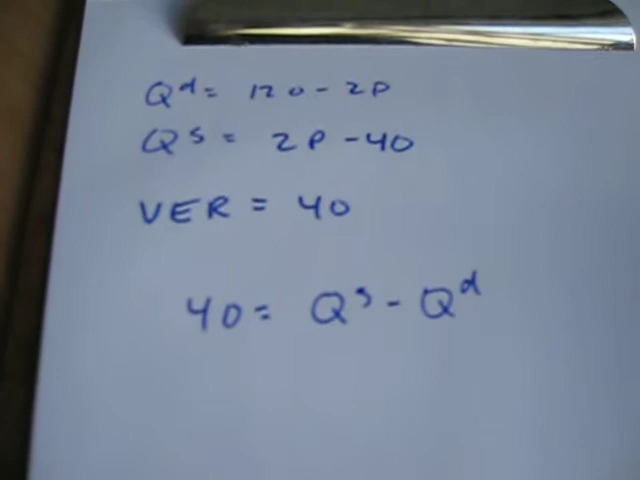 Qd = 120 - 2P
Qs = 2P - 40
VER = 40
40 = Qs - Qd